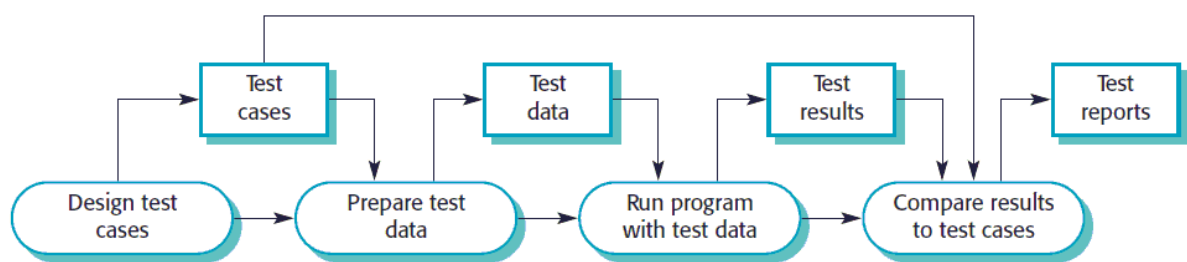 Test
cases
Test
data
Test
results
Test
reports
Design test
cases
Prepare test
data
Run program
with test data
Compare results
to test cases